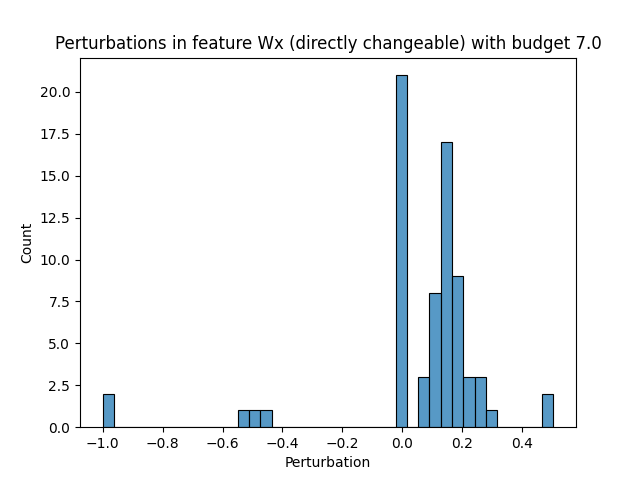 Perturbations in feature Wx (directly changeable) with budget 7.0
20.0
17.5
15.0
12.5
10.0
7.5
5.0
2.5
0.0
Count
−1.0 −0.8 −0.6 −0.4 −0.2 0.0 0.2 0.4
Perturbation